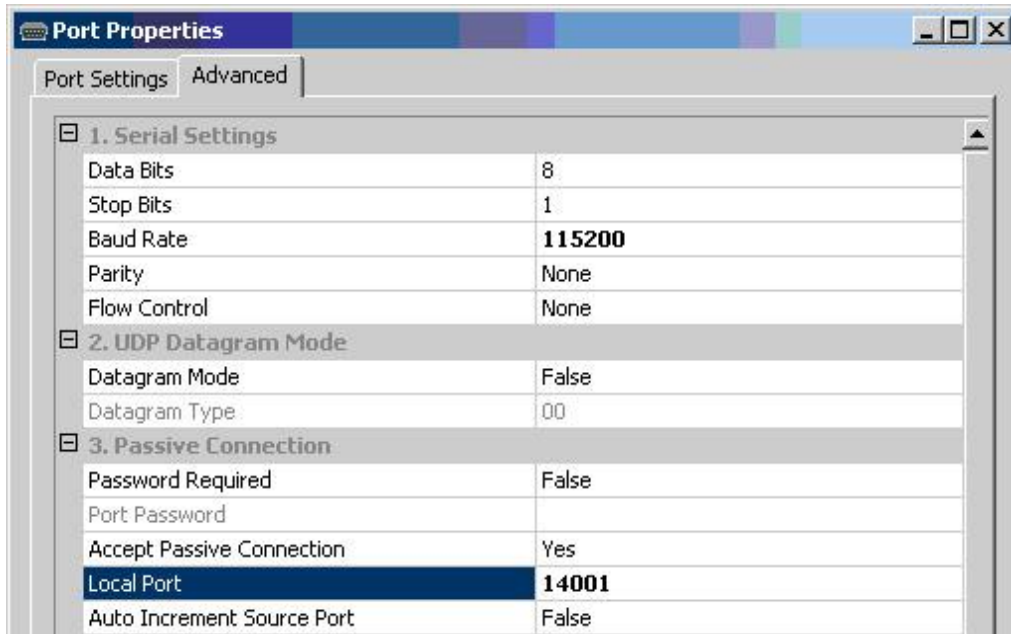 Port Properties
Port Settings Advanced
1. Serial Settings
Data Bits 8
Stop Bits 1
Baud Rate 115200
Parity None
Flow Control None
2. UDP Datagram Mode
Datagram Mode False
Datagram Type 00
3. Passive Connection
Password Required False
Port Password
Accept Passive Connection Yes
Local Port 14001
Auto Increment Source Port False